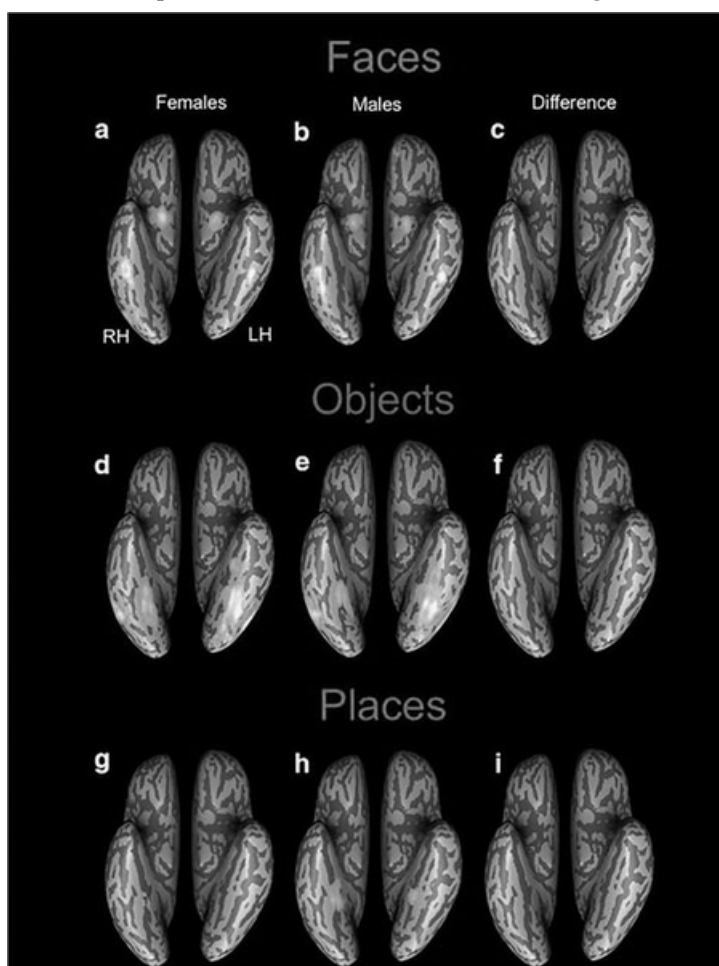 Faces
Females Males Difference
a b c
RH LH
Objects
d e f
Places
g h i